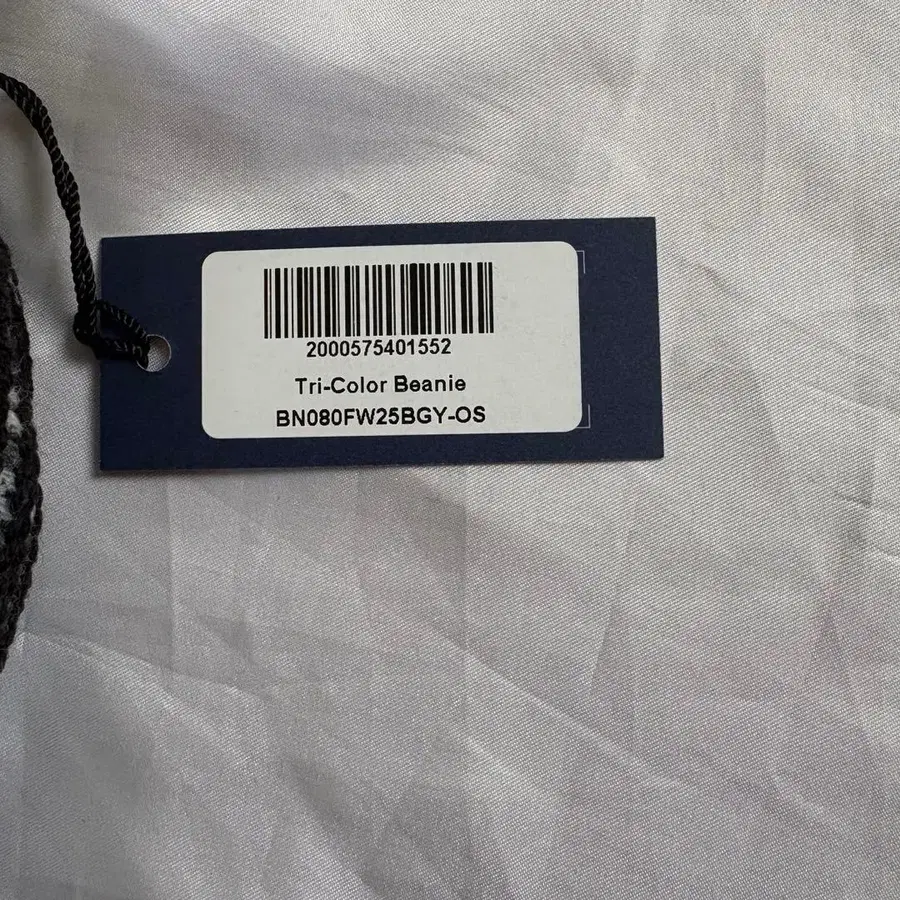 2000575401552
Tri-Color Beanie
BN080FW25BGY-OS